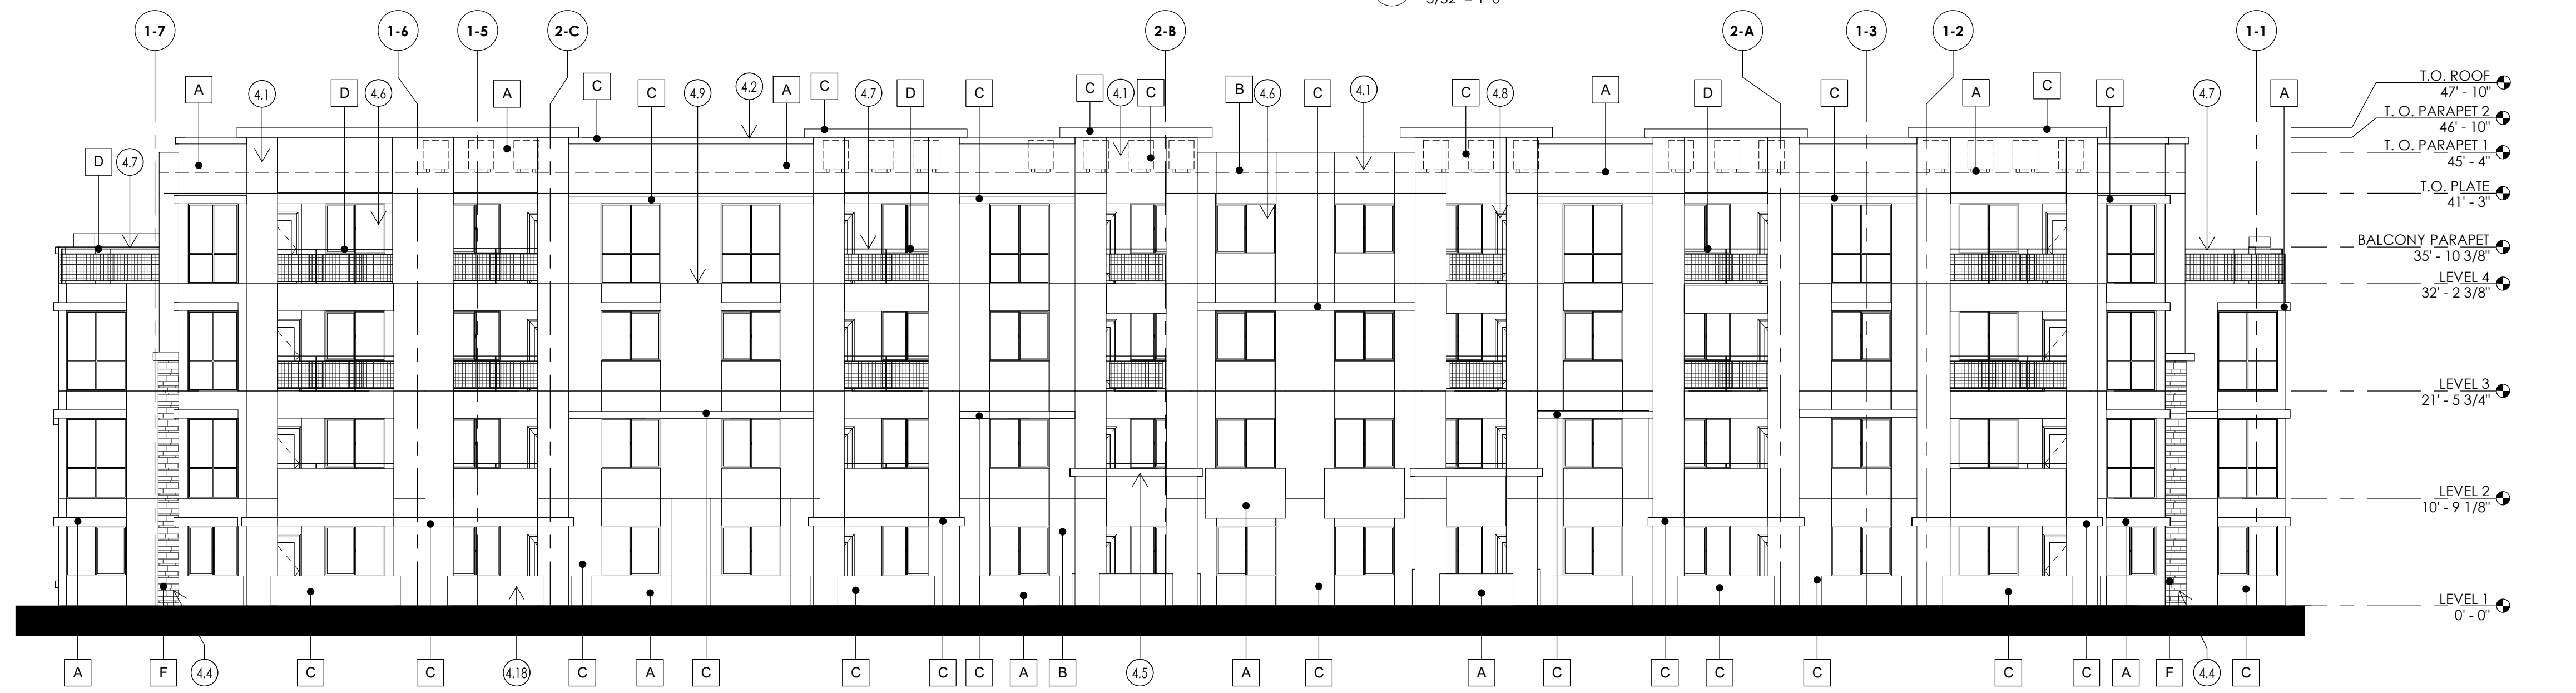 1-7
1-6
1-5
2-C
2-B
2-A
1-3
1-2
1-1
A
4.1
D
4.6
A
C
C
4.9
4.2
A
C
4.7
D
C
C
4.1
C
B
4.6
C
4.1
C
4.8
A
D
C
A
C
C
4.7
A
D
4.7
T.O. ROOF
47' - 10"
T. O. PARAPET 2
46' - 10"
T. O. PARAPET 1
45' - 4"
T.O. PLATE
41' - 3"
BALCONY PARAPET
35' - 10 3/8"
LEVEL 4
32' - 2 3/8"
LEVEL 3
21' - 5 3/4"
LEVEL 2
10' - 9 1/8"
LEVEL 1
0' - 0"
A
F
4.4
C
C
4.18
C
A
C
C
C
C
A
B
4.5
A
C
A
C
C
C
C
C
C
A
F
4.4
C